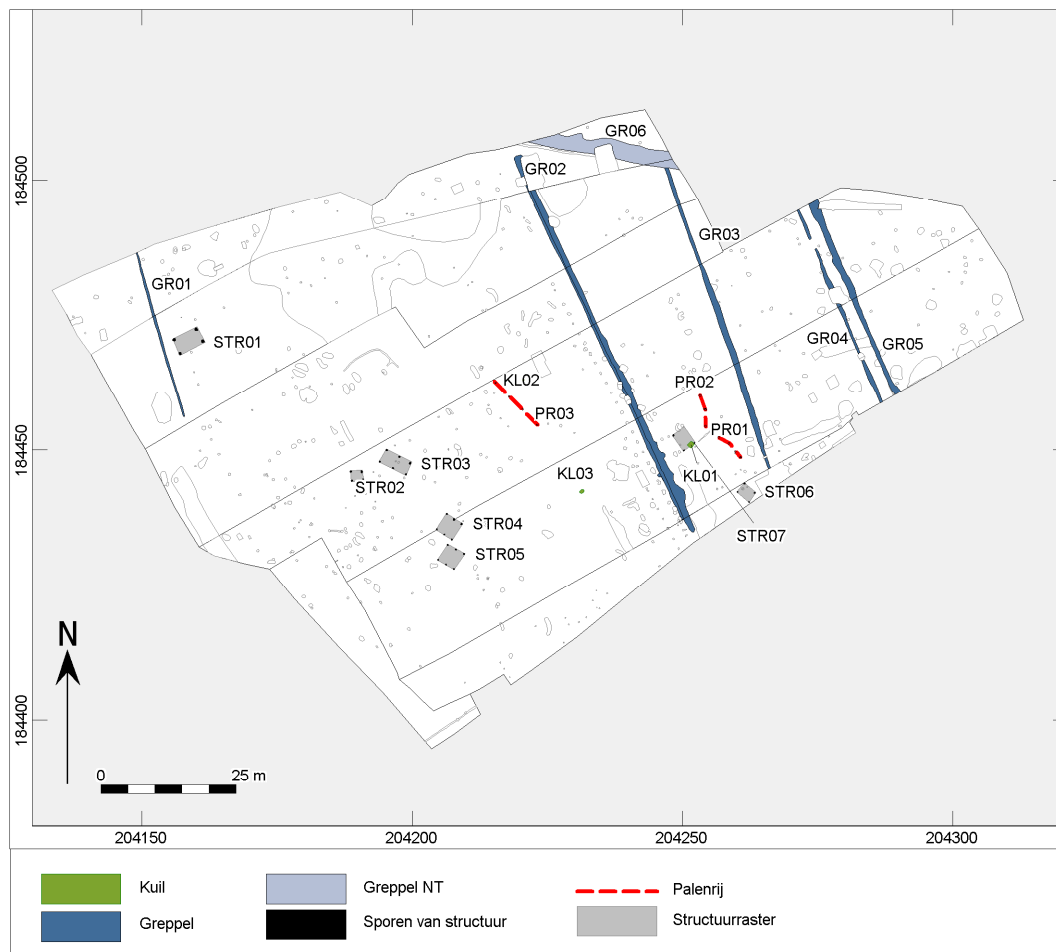 GR06
184500
GR02
GR03
GR01
STR01
GR04
GR05
KL02
PR02
PR03
PR01
184450
STR03
STR02
KL03
KL01
STR06
STR04
STR07
STR05
N
184400
0 25 m
204150 204200 204250 204300
Kuil Greppel NT Palenrij
Greppel Sporen van structuur Structuurraster